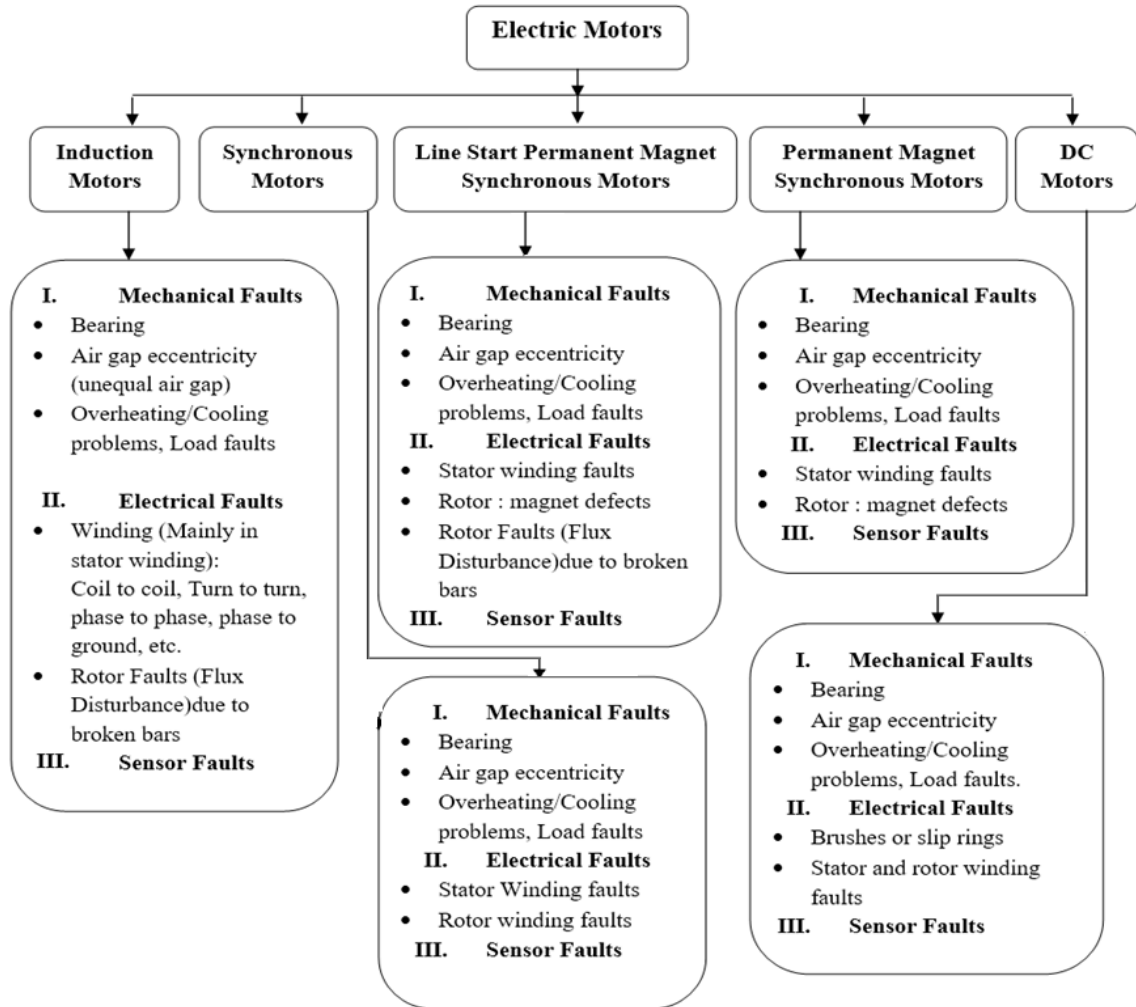 Electric Motors
Induction
Motors
Synchronous
Motors
Line Start Permanent Magnet
Synchronous Motors
Permanent Magnet
Synchronous Motors
DC
Motors
I. Mechanical Faults
• Bearing
• Air gap eccentricity
(unequal air gap)
• Overheating/Cooling
problems, Load faults
II. Electrical Faults
• Winding (Mainly in
stator winding):
Coil to coil, Turn to turn,
phase to phase, phase to
ground, etc.
• Rotor Faults (Flux
Disturbance)due to
broken bars
III. Sensor Faults
I. Mechanical Faults
• Bearing
• Air gap eccentricity
• Overheating/Cooling
problems, Load faults
II. Electrical Faults
• Stator winding faults
• Rotor : magnet defects
• Rotor Faults (Flux
Disturbance)due to broken
bars
III. Sensor Faults
I. Mechanical Faults
• Bearing
• Air gap eccentricity
• Overheating/Cooling
problems, Load faults
II. Electrical Faults
• Stator winding faults
• Rotor : magnet defects
III. Sensor Faults
I. Mechanical Faults
• Bearing
• Air gap eccentricity
• Overheating/Cooling
problems, Load faults
II. Electrical Faults
• Stator Winding faults
• Rotor winding faults
III. Sensor Faults
I. Mechanical Faults
• Bearing
• Air gap eccentricity
• Overheating/Cooling
problems, Load faults.
II. Electrical Faults
• Brushes or slip rings
• Stator and rotor winding
faults
III. Sensor Faults